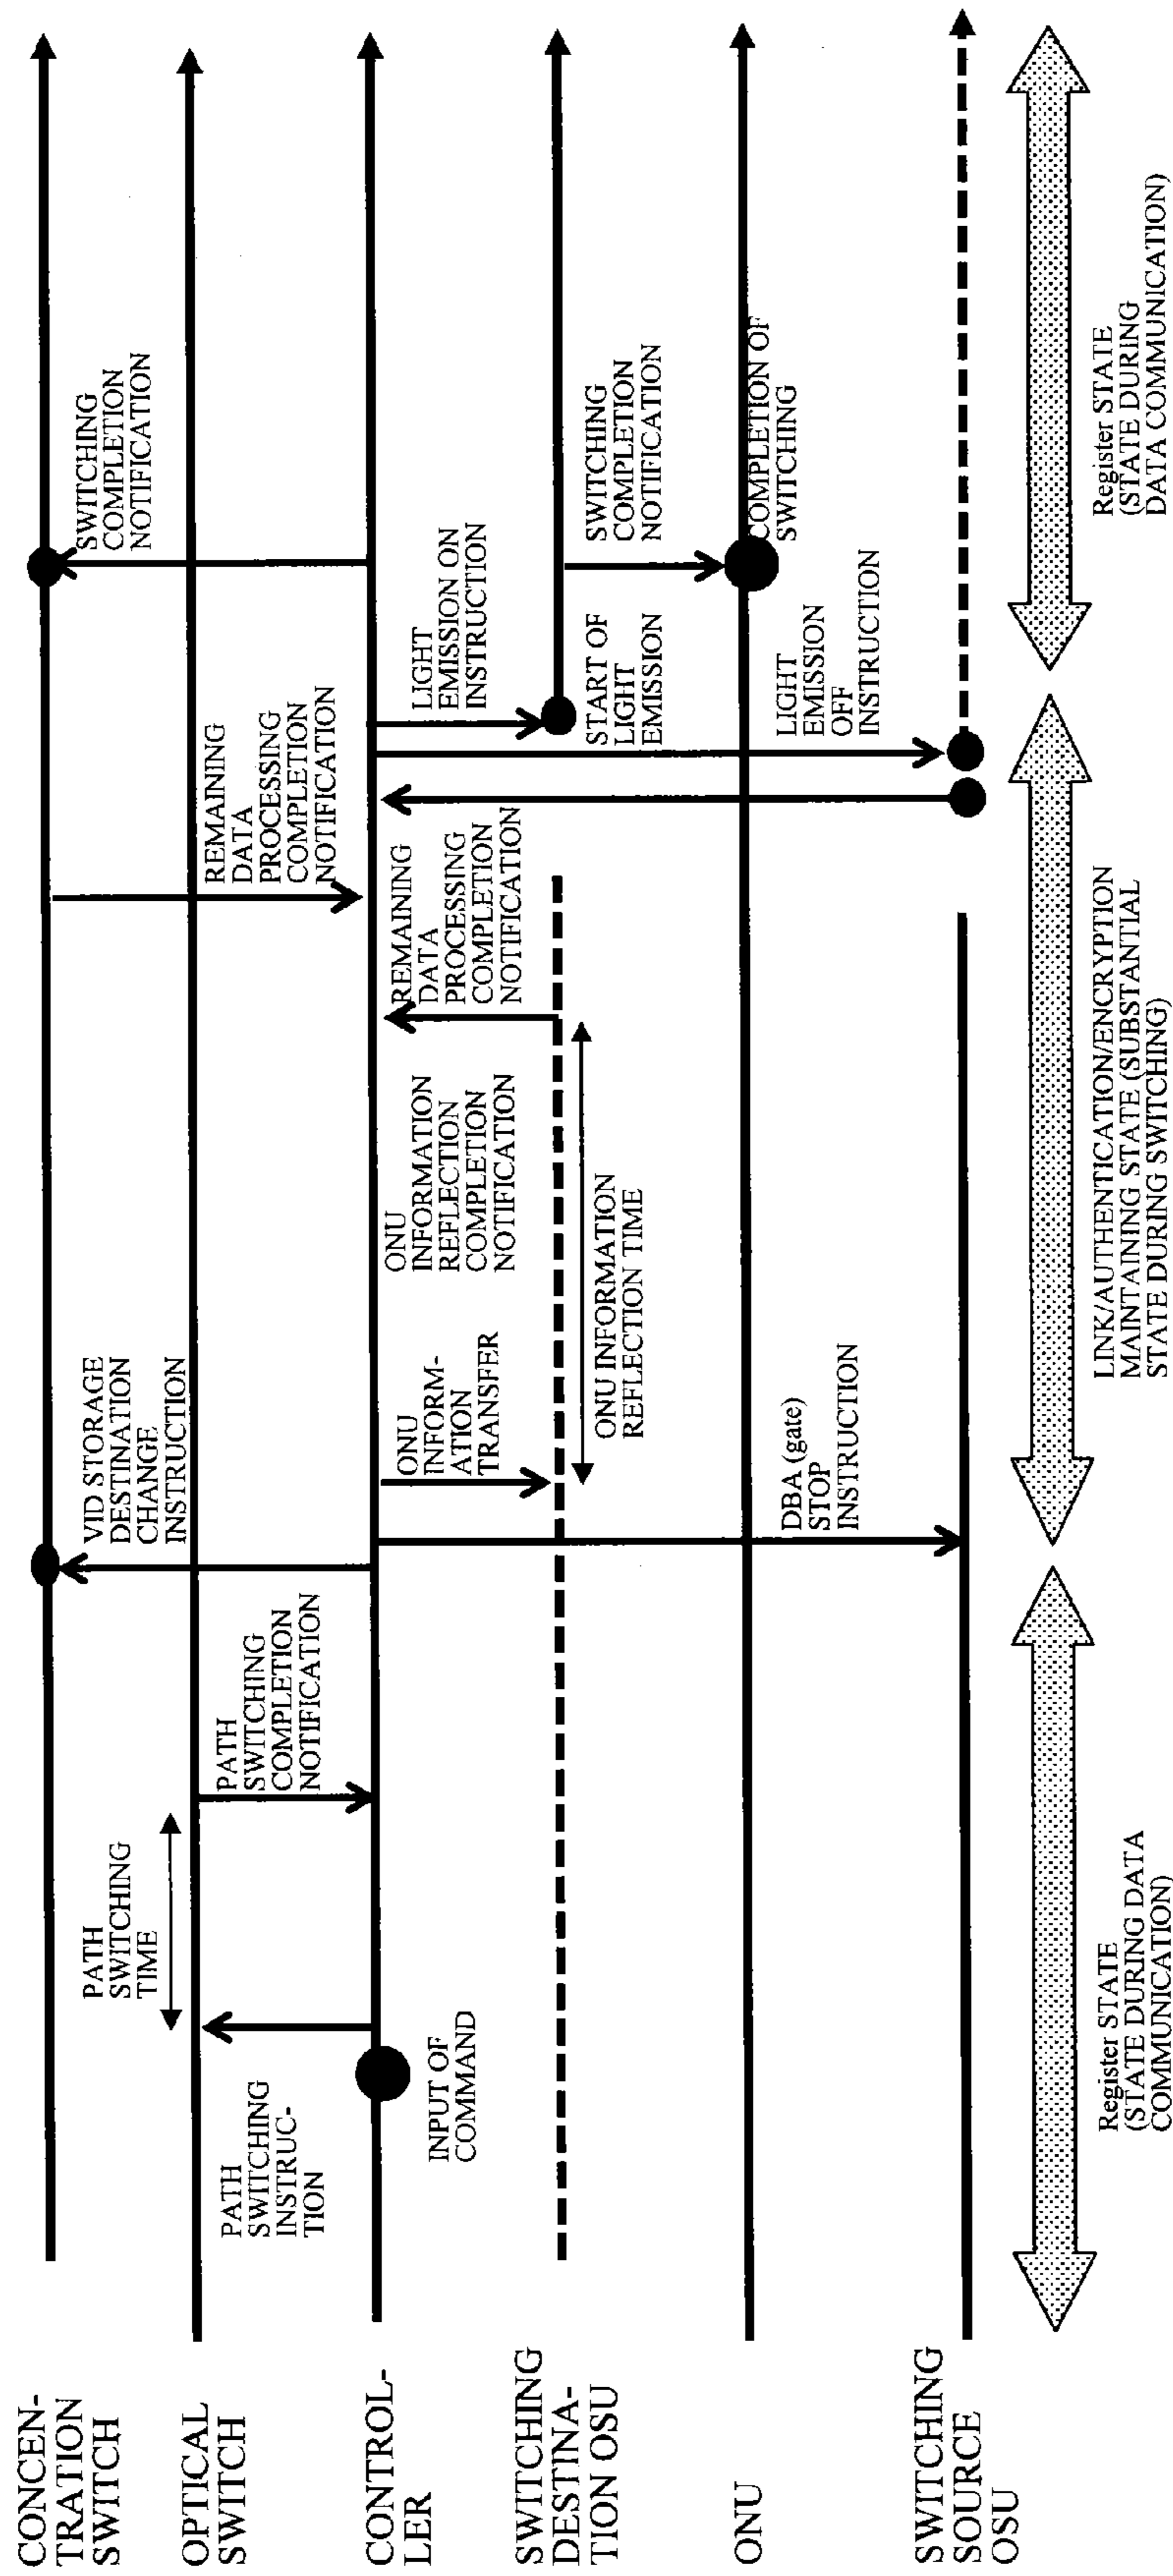 CONCEN-
TRATION
SWITCH
OPTICAL
SWITCH
CONTROL-
LER
SWITCHING
DESTINA-
TION OSU
ONU
SWITCHING
SOURCE
OSU
PATH
SWITCHING
INSTRUC-
TION
INPUT OF
COMMAND
PATH
SWITCHING
TIME
PATH
SWITCHING
COMPLETION
NOTIFICATION
VID STORAGE
DESTINATION
CHANGE
INSTRUCTION
ONU
INFORM-
ATION
TRANSFER
DBA (gate)
STOP
INSTRUCTION
ONU INFORMATION
REFLECTION TIME
ONU
INFORMATION
REFLECTION
COMPLETION
NOTIFICATION
REMAINING
DATA
PROCESSING
COMPLETION
NOTIFICATION
REMAINING
DATA
PROCESSING
COMPLETION
NOTIFICATION
LIGHT
EMISSION ON
INSTRUCTION
START OF
LIGHT
EMISSION
LIGHT
EMISSION
OFF
INSTRUCTION
SWITCHING
COMPLETION
NOTIFICATION
SWITCHING
COMPLETION
NOTIFICATION
COMPLETION OF
SWITCHING
Register STATE
(STATE DURING DATA
COMMUNICATION)
LINK/AUTHENTICATION/ENCRYPTION
MAINTAINING STATE (SUBSTANTIAL
STATE DURING SWITCHING)
Register STATE
(STATE DURING
DATA COMMUNICATION)